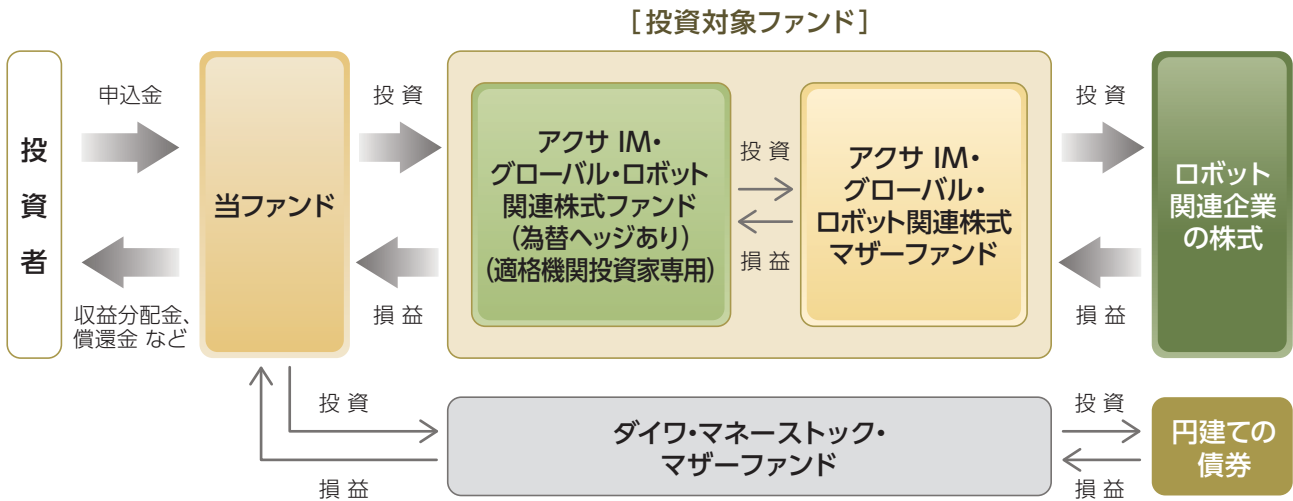 [投資対象ファンド]
投資者
申込金
収益分配金、
償還金 など
当ファンド
投 資
損 益
アクサ IM・
グローバル・ロボット
関連株式ファンド
(為替ヘッジあり)
(適格機関投資家専用)
投 資
損 益
アクサ IM・
グローバル・
ロボット関連株式
マザーファンド
投 資
損 益
ロボット
関連企業
の株式
投 資
損 益
ダイワ・マネーストック・
マザーファンド
投 資
損 益
円建ての
債券